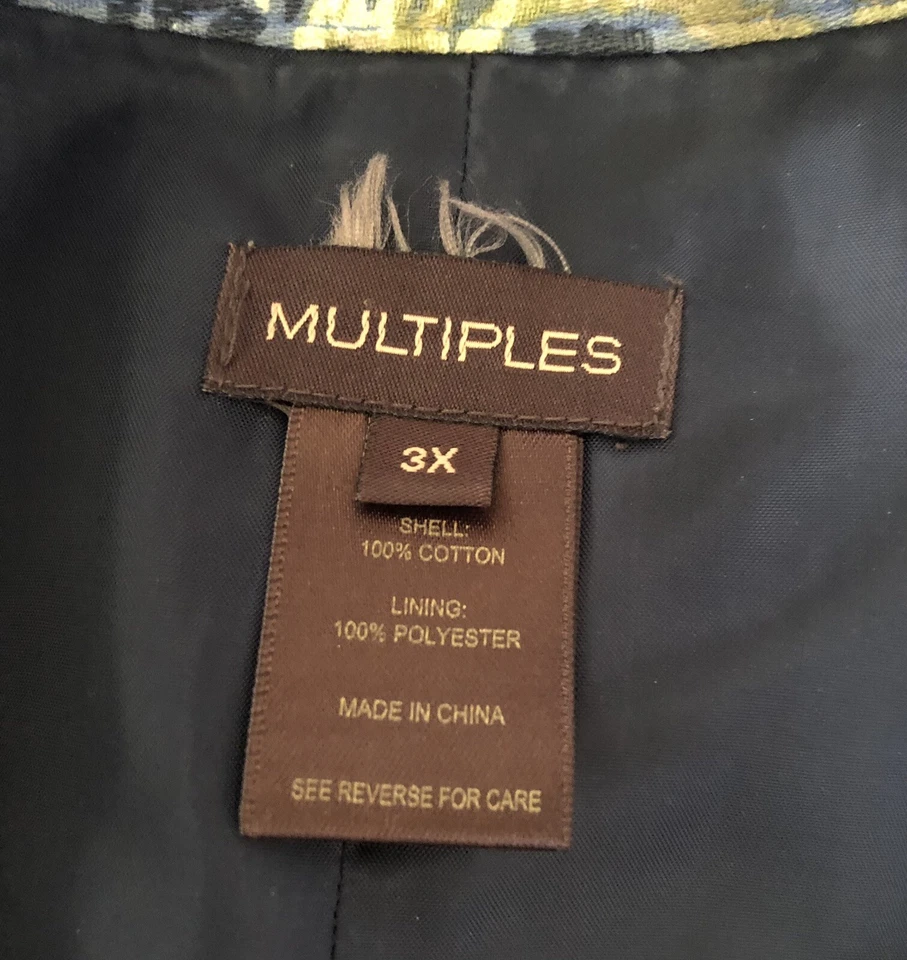 MULTIPLES
3X
SHELL:
100% COTTON
LINING:
100% POLYESTER
MADE IN CHINA
SEE REVERSE FOR CARE